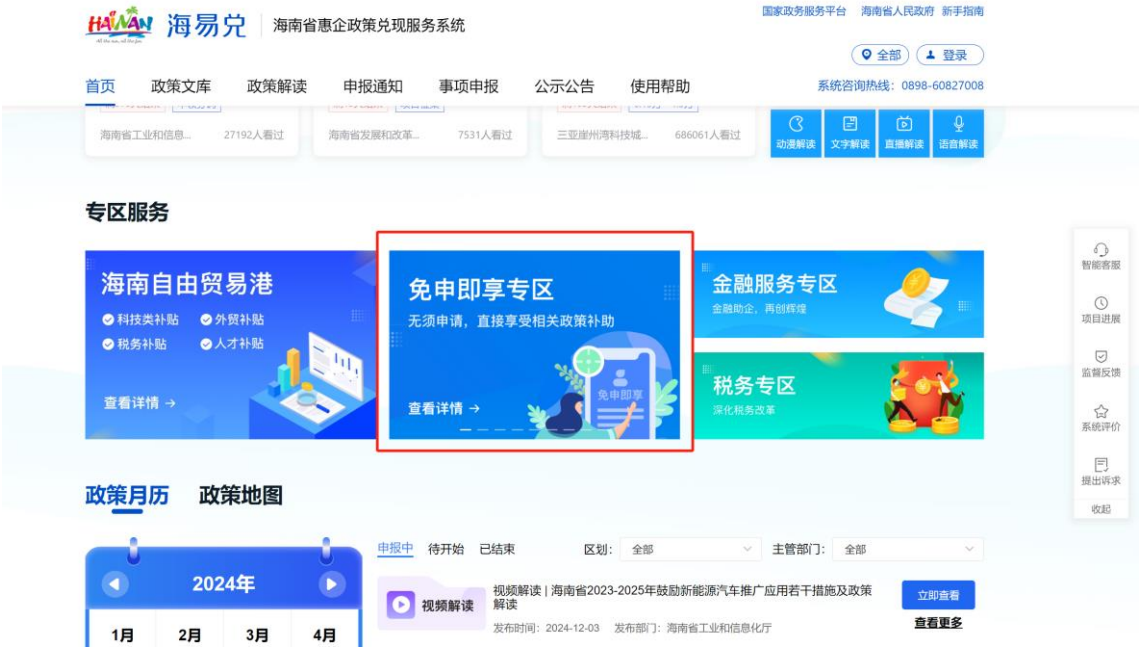 国家政务服务平台 海南省人民政府 新手指南
HAINAN 海易兑 海南省惠企政策兑现服务系统
全部 登录
首页 政策文库 政策解读 申报通知 事项申报 公示公告 使用帮助
系统咨询热线：0898-60827008
海南省工业和信息... 27192人看过
海南省发展和改革... 7531人看过
三亚崖州湾科技城... 686061人看过
动漫解读 文字解读 直播解读 语音解读
专区服务
海南自由贸易港
科技类补贴 外贸补贴
税务补贴 人才补贴
查看详情 →
免申即享专区
无须申请，直接享受相关政策补助
免申即享
查看详情 →
金融服务专区
金融助企，再创辉煌
税务专区
深化税务改革
智能客服
项目进展
监督反馈
系统评价
提出诉求
收起
政策月历 政策地图
2024年
1月 2月 3月 4月
申报中 待开始 已结束 区划： 全部 主管部门： 全部
视频解读
视频解读 | 海南省2023-2025年鼓励新能源汽车推广应用若干措施及政策
解读
发布时间：2024-12-03 发布部门：海南省工业和信息化厅
立即查看
查看更多